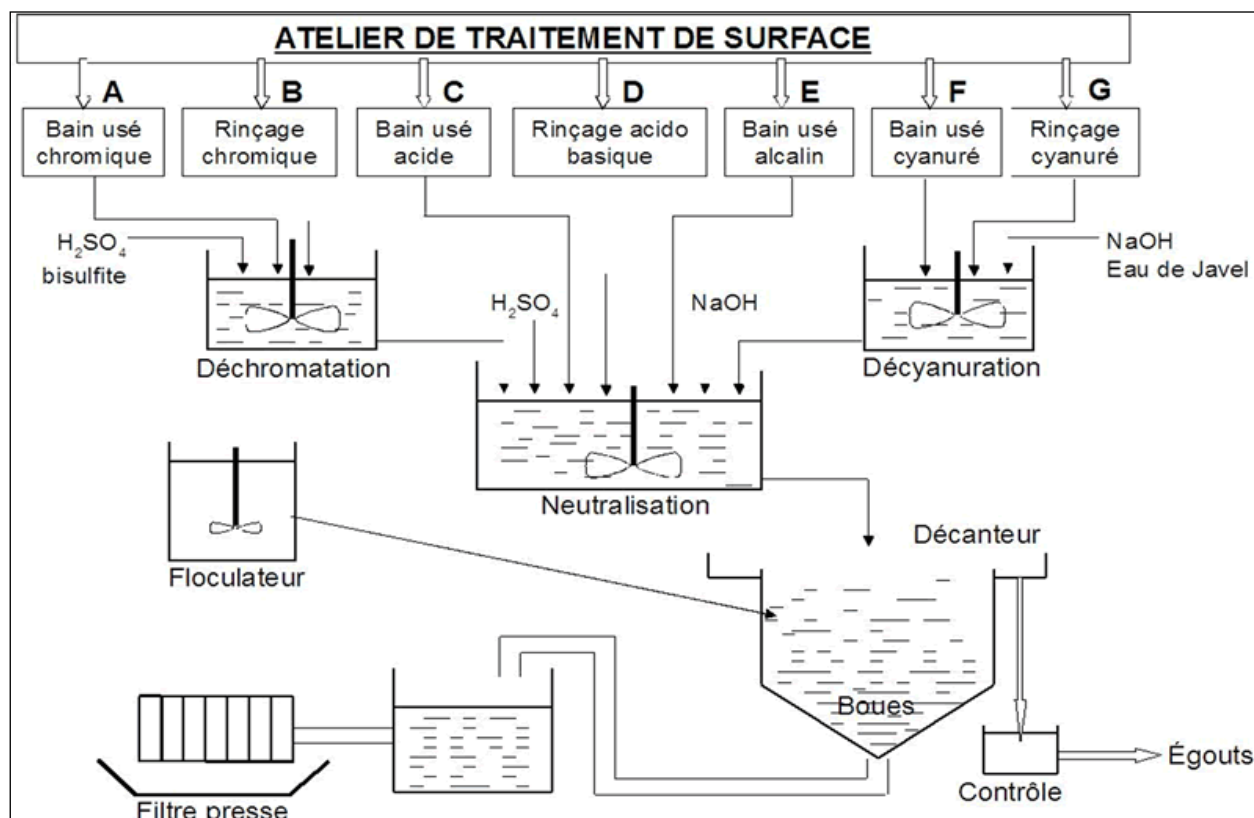 ATELIER DE TRAITEMENT DE SURFACE
A
B
C
D
E
F
G
Bain usé
chromique
Rinçage
chromique
Bain usé
acide
Rinçage acido
basique
Bain usé
alcalin
Bain usé
cyanuré
Rinçage
cyanuré
H₂SO₄
bisulfite
NaOH
Eau de Javel
H₂SO₄
NaOH
Déchromatation
Décyanuration
Neutralisation
Décanteur
Floculateur
Boues
Égouts
Contrôle
Filtre presse